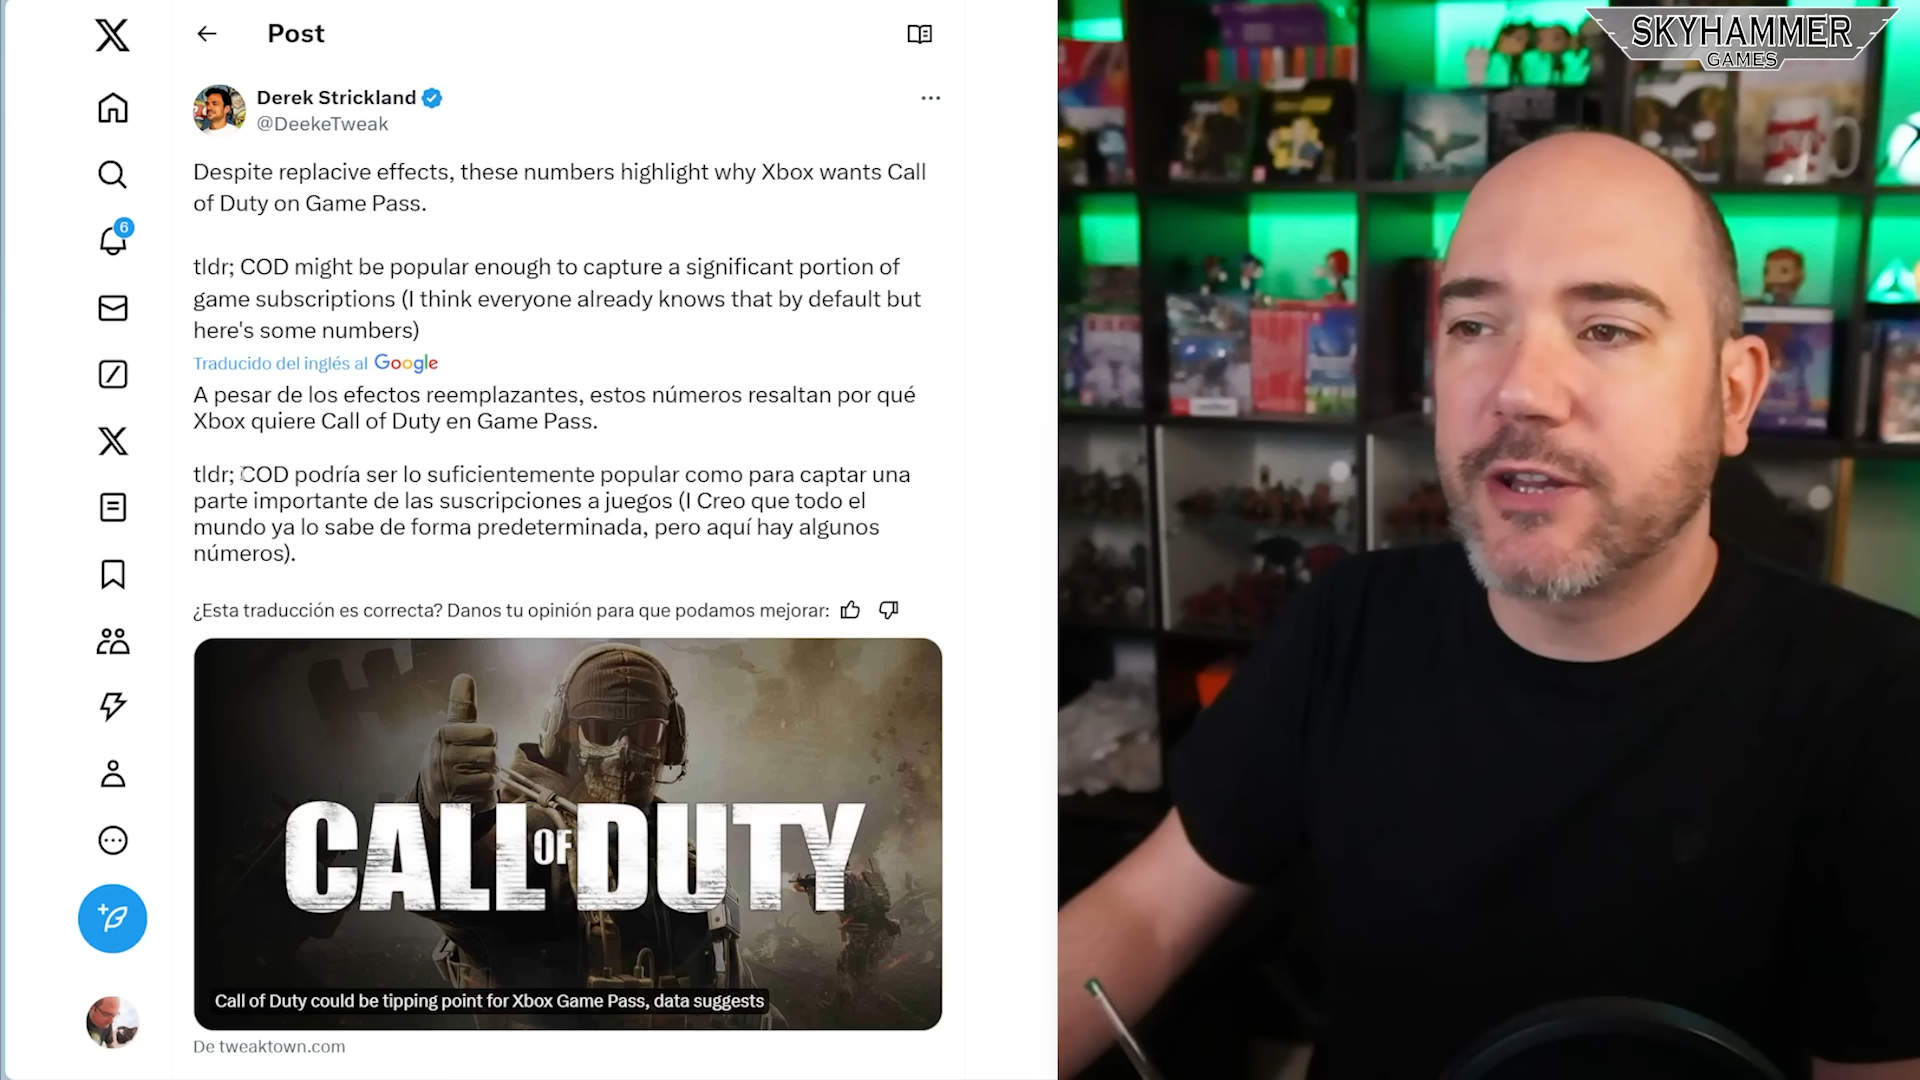 Post
Derek Strickland
@DeekeTweak
Despite replacive effects, these numbers highlight why Xbox wants Call
of Duty on Game Pass.
tldr; COD might be popular enough to capture a significant portion of
game subscriptions (I think everyone already knows that by default but
here's some numbers)
Traducido del inglés al Google
A pesar de los efectos reemplazantes, estos números resaltan por qué
Xbox quiere Call of Duty en Game Pass.
tldr; COD podría ser lo suficientemente popular como para captar una
parte importante de las suscripciones a juegos (I Creo que todo el
mundo ya lo sabe de forma predeterminada, pero aquí hay algunos
números).
¿Esta traducción es correcta? Danos tu opinión para que podamos mejorar:
CALL OF DUTY
Call of Duty could be tipping point for Xbox Game Pass, data suggests
De tweaktown.com
6
SKYHAMMER
GAMES